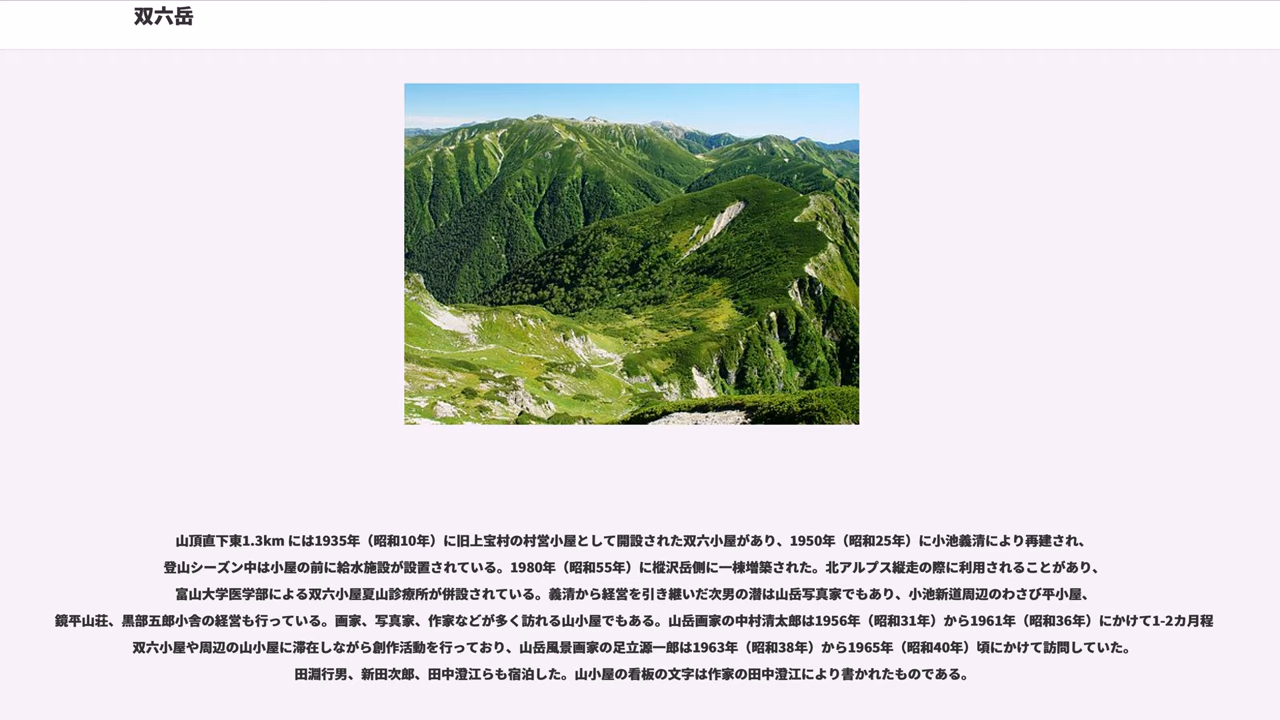 双六岳
山頂直下東1.3km には1935年（昭和10年）に旧上宝村の村営小屋として開設された双六小屋があり、1950年（昭和25年）に小池義清により再建され、
登山シーズン中は小屋の前に給水施設が設置されている。1980年（昭和55年）に樅沢岳側に一棟増築された。北アルプス縦走の際に利用されることがあり、
富山大学医学部による双六小屋夏山診療所が併設されている。義清から経営を引き継いだ次男の潜は山岳写真家でもあり、小池新道周辺のわさび平小屋、
鏡平山荘、黒部五郎小舎の経営も行っている。画家、写真家、作家などが多く訪れる山小屋でもある。山岳画家の中村清太郎は1956年（昭和31年）から1961年（昭和36年）にかけて1-2カ月程
双六小屋や周辺の山小屋に滞在しながら創作活動を行っており、山岳風景画家の足立源一郎は1963年（昭和38年）から1965年（昭和40年）頃にかけて訪問していた。
田淵行男、新田次郎、田中澄江らも宿泊した。山小屋の看板の文字は作家の田中澄江により書かれたものである。